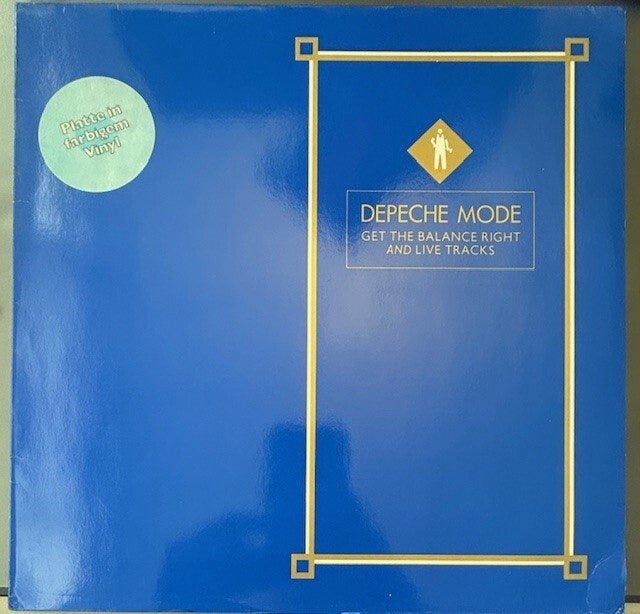 Platte in
farbigem
Vinyl
DEPECHE MODE
GET THE BALANCE RIGHT
AND LIVE TRACKS